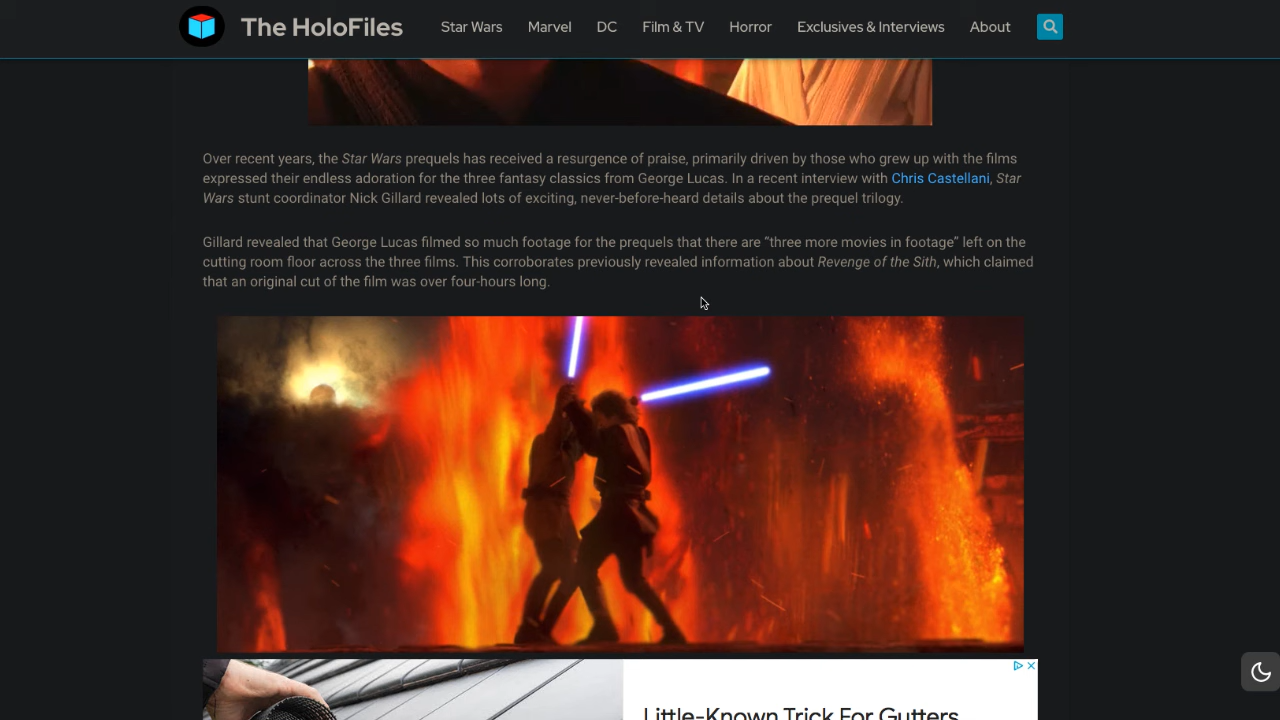 The HoloFiles
Star Wars Marvel DC Film & TV Horror Exclusives & Interviews About
Over recent years, the Star Wars prequels has received a resurgence of praise, primarily driven by those who grew up with the films
expressed their endless adoration for the three fantasy classics from George Lucas. In a recent interview with Chris Castellani, Star
Wars stunt coordinator Nick Gillard revealed lots of exciting, never-before-heard details about the prequel trilogy.
Gillard revealed that George Lucas filmed so much footage for the prequels that there are “three more movies in footage” left on the
cutting room floor across the three films. This corroborates previously revealed information about Revenge of the Sith, which claimed
that an original cut of the film was over four-hours long.
Little-Known Trick For Gutters